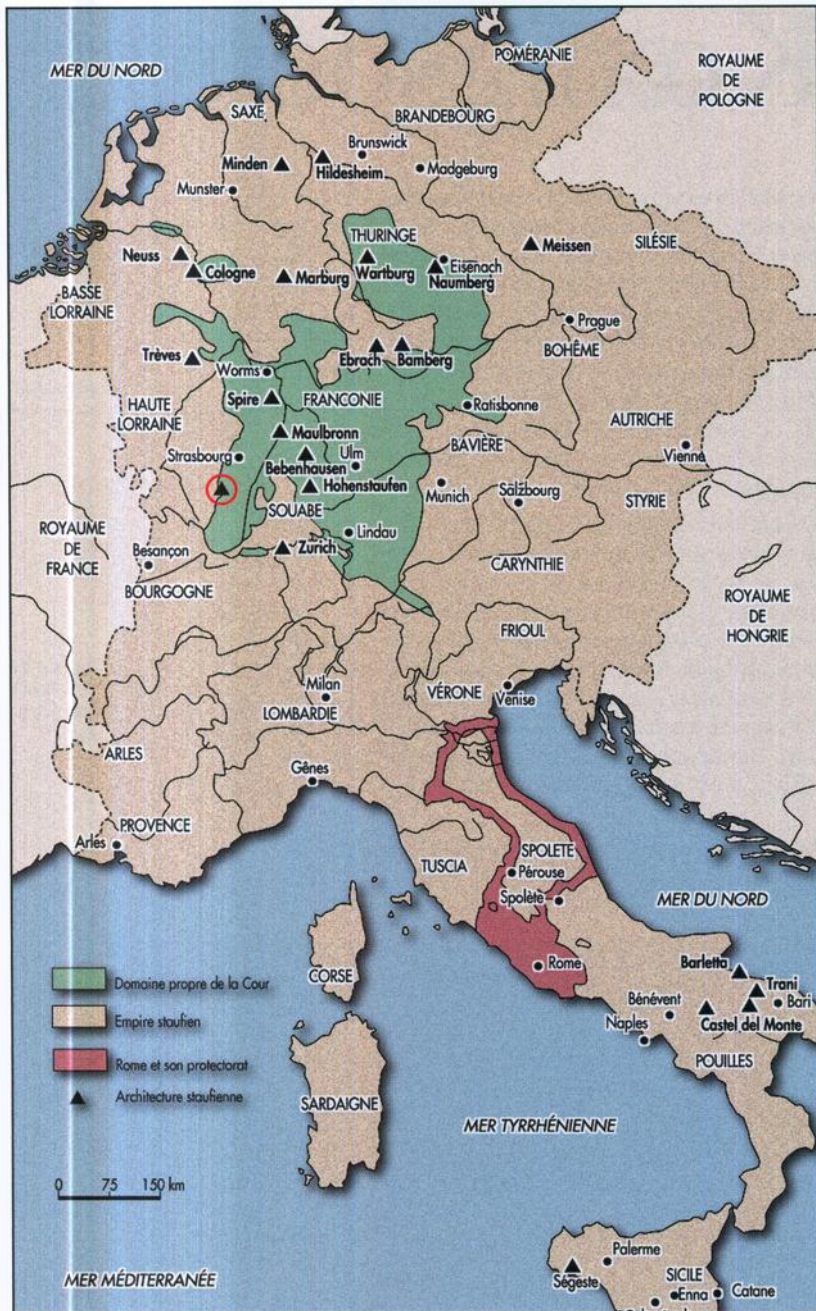 MER DU NORD
POMÉRANIE
ROYAUME
DE
POLOGNE
SAXE
BRANDEBOURG
Brunswick
Minden
Hildesheim
Madgeburg
Munster
THURINGE
Neuss
Cologne
Marburg
Wartburg
Eisenach
Naumberg
Meissen
SILÉSIE
BASSE
LORRAINE
Trèves
Worms
Ebrach
Bamberg
Prague
BOHÊME
Spire
FRANCONIE
Ratisbonne
HAUTE
LORRAINE
Maulbronn
AUTRICHE
Strasbourg
Ulm
Bebenhausen
BAVIÈRE
Vienne
Hohenstaufen
Munich
Salzbourg
STYRIE
SOUABE
ROYAUME
DE
FRANCE
Lindau
Besançon
Zurich
CARYNTHIE
BOURGOGNE
ROYAUME
DE
HONGRIE
FRIOUL
Milan
VÉRONE
Venise
LOMBARDIE
ARLES
Gênes
PROVENCE
Arles
TUSCIA
SPOLETE
Pérouse
Spolète
MER DU NORD
CORSE
Rome
Barletta
Trani
Bari
Bénévent
Castel del Monte
Naples
POUILLES
Domaine propre de la Cour
Empire staufien
Rome et son protectorat
Architecture staufienne
SARDAIGNE
MER TYRRHÉNIENNE
0 75 150 km
Palerme
Ségeste
SICILE
Enna
Catane
MER MÉDITERRANÉE